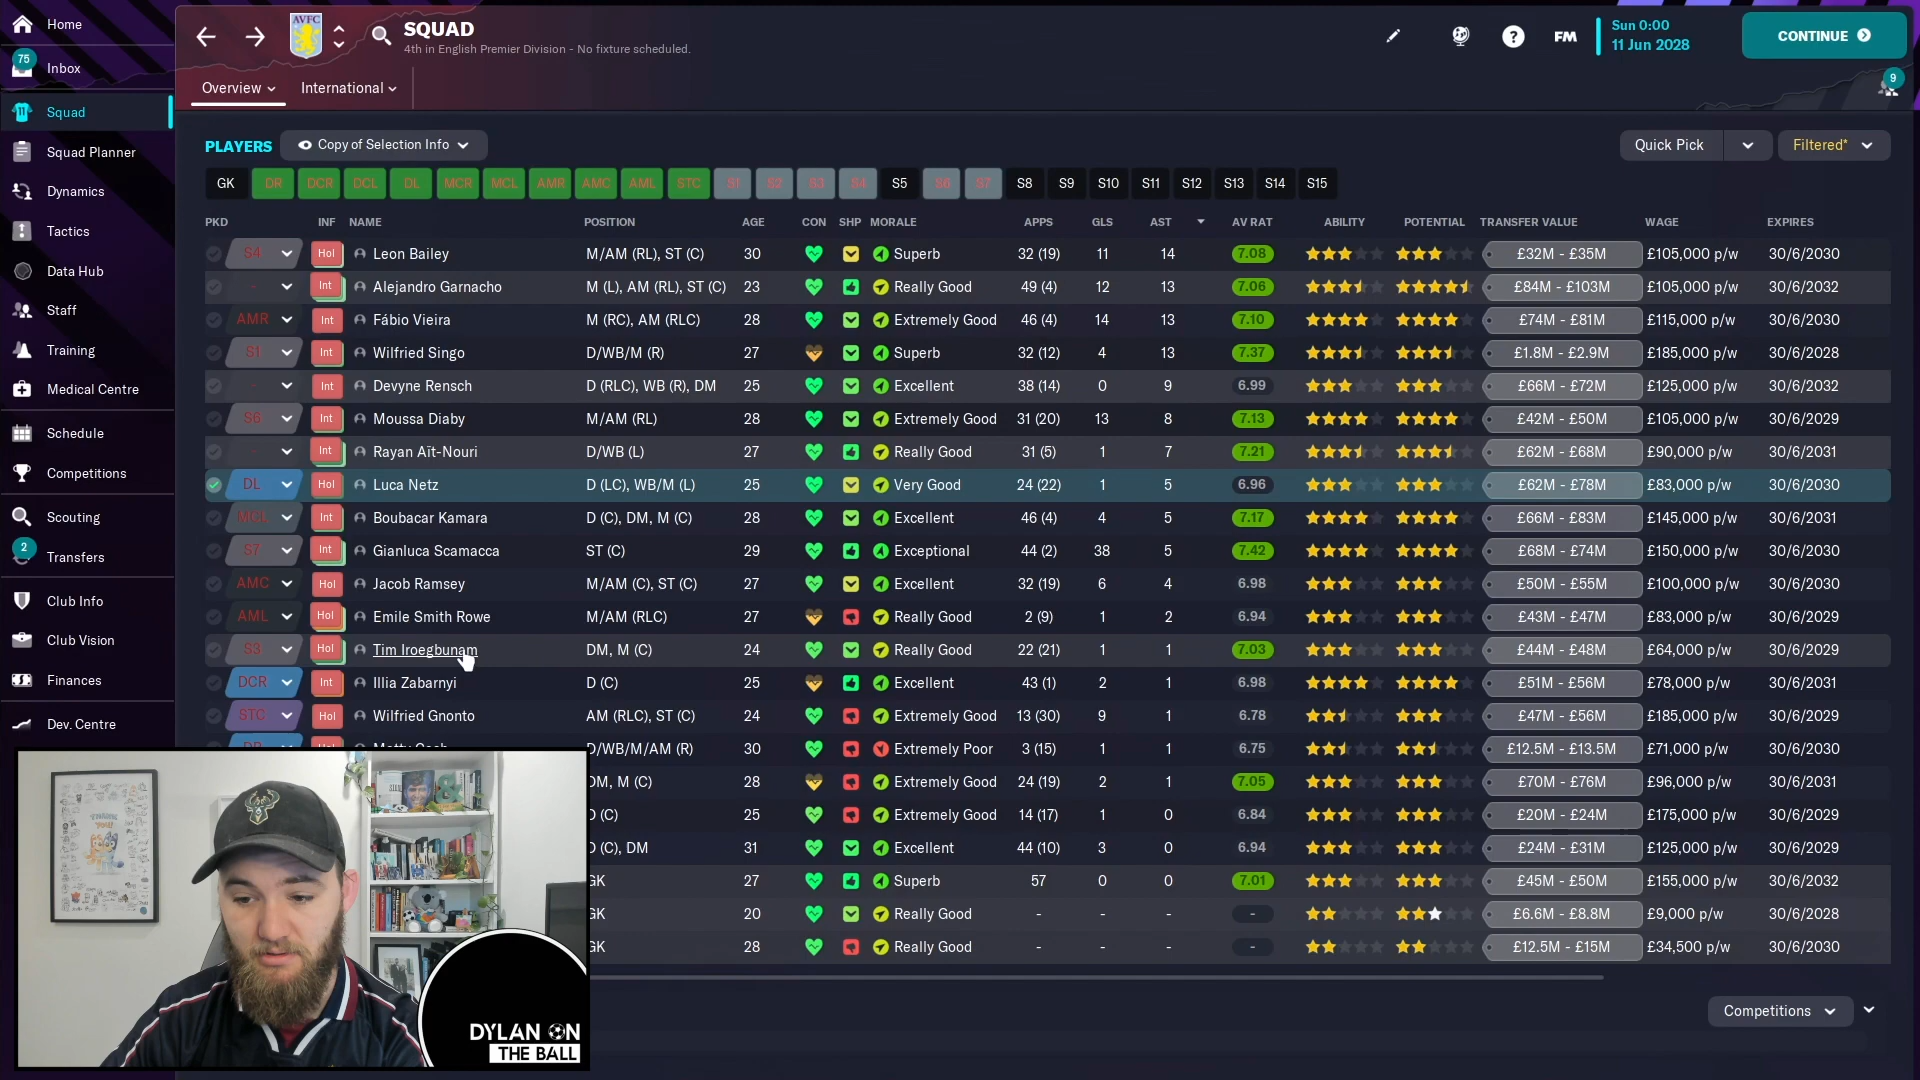 Home
75
Inbox
Squad
Squad Planner
Dynamics
Tactics
Data Hub
Staff
Training
Medical Centre
Schedule
Competitions
Scouting
2
Transfers
Club Info
Club Vision
Finances
Dev. Centre
AVFC
SQUAD
4th in English Premier Division - No fixture scheduled.
FM
Sun 0:00
11 Jun 2028
CONTINUE
Overview
International
9
PLAYERS
Copy of Selection Info
Quick Pick
Filtered*
GK DR DCR DCL DL MCR MCL AMR AMC AML STC S1 S2 S3 S4 S5 S6 S7 S8 S9 S10 S11 S12 S13 S14 S15
PKD INF NAME POSITION AGE CON SHP MORALE APPS GLS AST AV RAT ABILITY POTENTIAL TRANSFER VALUE WAGE EXPIRES
S4 Hol Leon Bailey M/AM (RL), ST (C) 30 Superb 32 (19) 11 14 7.08 £32M - £35M £105,000 p/w 30/6/2030
- Int Alejandro Garnacho M (L), AM (RL), ST (C) 23 Really Good 49 (4) 12 13 7.06 £84M - £103M £105,000 p/w 30/6/2032
AMR Int Fábio Vieira M (RC), AM (RLC) 28 Extremely Good 46 (4) 14 13 7.10 £74M - £81M £115,000 p/w 30/6/2030
S1 Int Wilfried Singo D/WB/M (R) 27 Superb 32 (12) 4 13 7.37 £1.8M - £2.9M £185,000 p/w 30/6/2028
- Int Devyne Rensch D (RLC), WB (R), DM 25 Excellent 38 (14) 0 9 6.99 £66M - £72M £125,000 p/w 30/6/2032
S6 Int Moussa Diaby M/AM (RL) 28 Extremely Good 31 (20) 13 8 7.13 £42M - £50M £105,000 p/w 30/6/2029
- Int Rayan Aït-Nouri D/WB (L) 27 Really Good 31 (5) 1 7 7.21 £62M - £68M £90,000 p/w 30/6/2031
DL Hol Luca Netz D (LC), WB/M (L) 25 Very Good 24 (22) 1 5 6.96 £62M - £78M £83,000 p/w 30/6/2030
MCL Int Boubacar Kamara D (C), DM, M (C) 28 Excellent 46 (4) 4 5 7.17 £66M - £83M £145,000 p/w 30/6/2031
S7 Int Gianluca Scamacca ST (C) 29 Exceptional 44 (2) 38 5 7.42 £68M - £74M £150,000 p/w 30/6/2030
AMC Hol Jacob Ramsey M/AM (C), ST (C) 27 Excellent 32 (19) 6 4 6.98 £50M - £55M £100,000 p/w 30/6/2030
AML Hol Emile Smith Rowe M/AM (RLC) 27 Really Good 2 (9) 1 2 6.94 £43M - £47M £83,000 p/w 30/6/2029
S3 Hol Tim Iroegbunam DM, M (C) 24 Really Good 22 (21) 1 1 7.03 £44M - £48M £64,000 p/w 30/6/2029
DCR Int Illia Zabarnyi D (C) 25 Excellent 43 (1) 2 1 6.98 £51M - £56M £78,000 p/w 30/6/2031
STC Hol Wilfried Gnonto AM (RLC), ST (C) 24 Extremely Good 13 (30) 9 1 6.78 £47M - £56M £185,000 p/w 30/6/2029
D/WB/M/AM (R) 30 Extremely Poor 3 (15) 1 1 6.75 £12.5M - £13.5M £71,000 p/w 30/6/2030
DM, M (C) 28 Extremely Good 24 (19) 2 1 7.05 £70M - £76M £96,000 p/w 30/6/2031
D (C) 25 Extremely Good 14 (17) 1 0 6.84 £20M - £24M £175,000 p/w 30/6/2029
D (C), DM 31 Excellent 44 (10) 3 0 6.94 £24M - £31M £125,000 p/w 30/6/2029
GK 27 Superb 57 0 0 7.01 £45M - £50M £155,000 p/w 30/6/2032
GK 20 Really Good - - - - £6.6M - £8.8M £9,000 p/w 30/6/2028
GK 28 Really Good - - - - £12.5M - £15M £34,500 p/w 30/6/2030
Competitions
DYLAN ON
THE BALL